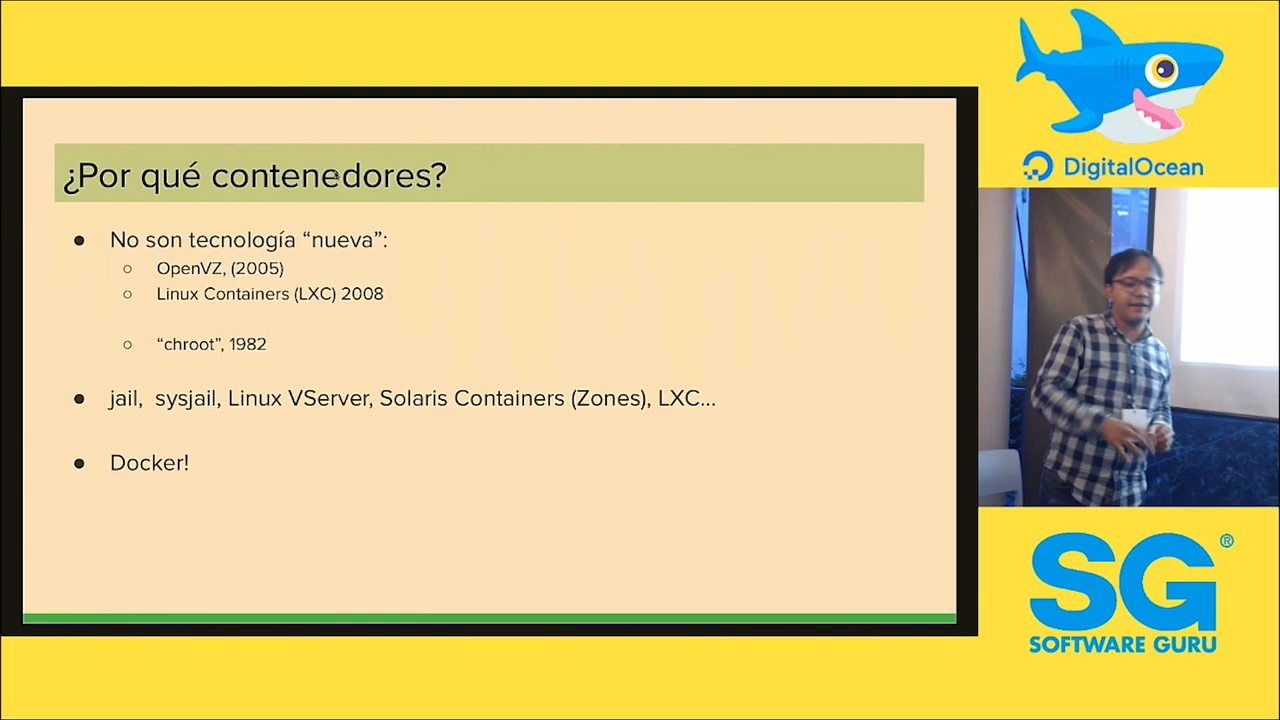 ¿Por qué contenedores?
● No son tecnología “nueva”:
○ OpenVZ, (2005)
○ Linux Containers (LXC) 2008
○ “chroot”, 1982
● jail, sysjail, Linux VServer, Solaris Containers (Zones), LXC...
● Docker!
DigitalOcean
SG®
SOFTWARE GURU